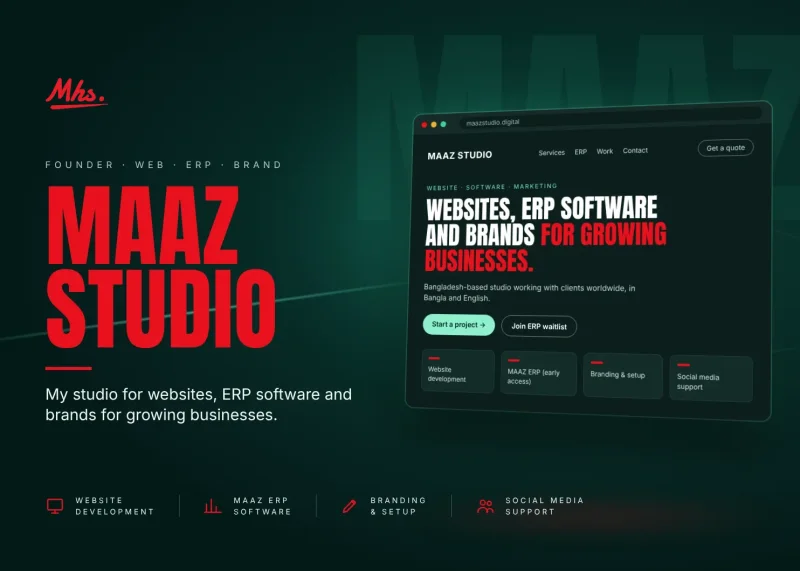 Mhs.
FOUNDER · WEB · ERP · BRAND
MAAZ
STUDIO
My studio for websites, ERP software and
brands for growing businesses.
MAAZ
maazstudio.digital
MAAZ STUDIO
Services ERP Work Contact
Get a quote
WEBSITE · SOFTWARE · MARKETING
WEBSITES, ERP SOFTWARE
AND BRANDS FOR GROWING
BUSINESSES.
Bangladesh-based studio working with clients worldwide, in
Bangla and English.
Start a project →
Join ERP waitlist
Website
development
MAAZ ERP (early
access)
Branding & setup
Social media
support
WEBSITE
DEVELOPMENT
MAAZ ERP
SOFTWARE
BRANDING
& SETUP
SOCIAL MEDIA
SUPPORT